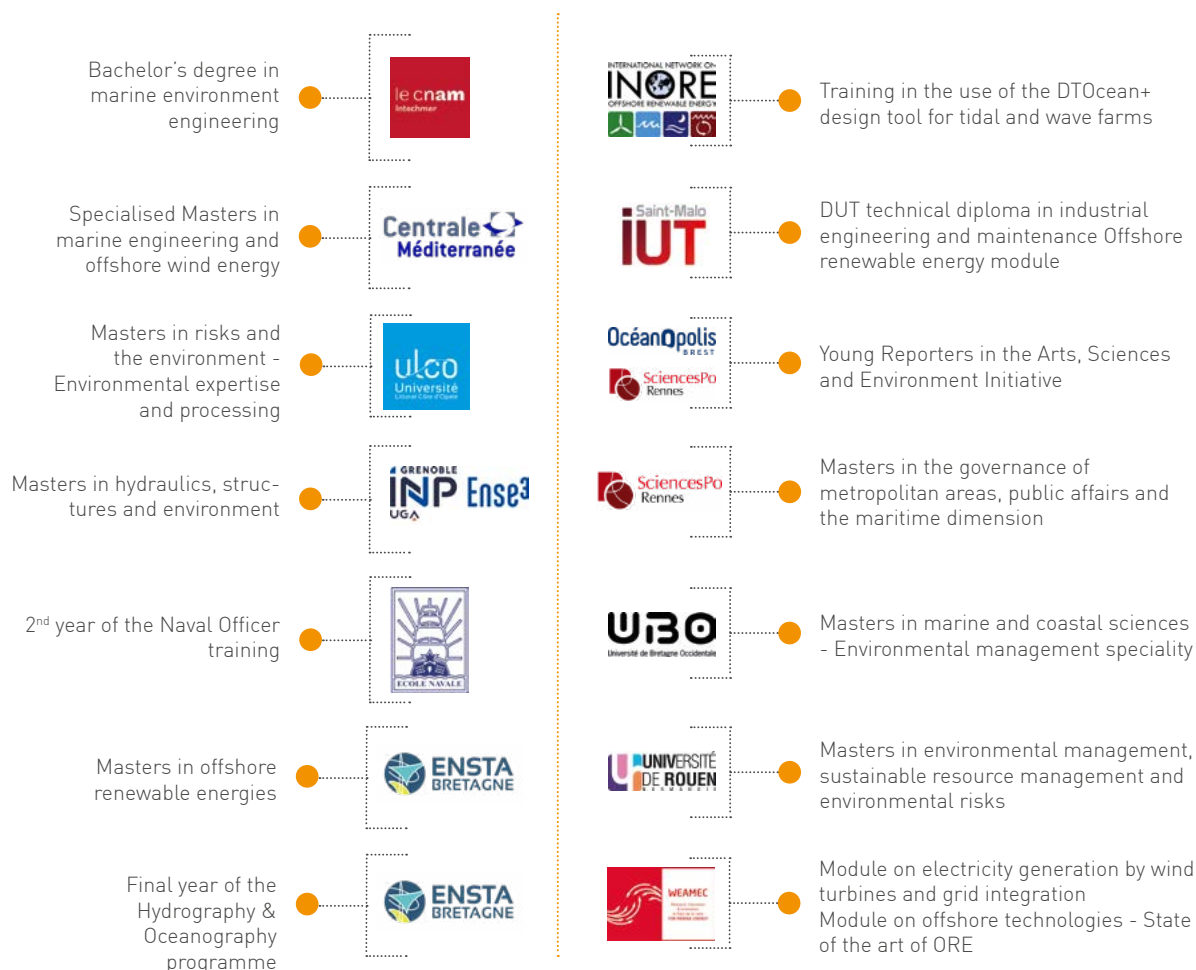 Bachelor's degree in
marine environment
engineering
le cnam
Intechmer
Specialised Masters in
marine engineering and
offshore wind energy
Centrale
Méditerranée
Masters in risks and
the environment -
Environmental expertise
and processing
ulco
Université
Littoral Côte d'Opale
Masters in hydraulics, struc-
tures and environment
GRENOBLE
INP Ense3
UGA
2nd year of the Naval Officer
training
ECOLE NAVALE
Masters in offshore
renewable energies
ENSTA
BRETAGNE
Final year of the
Hydrography &
Oceanography
programme
ENSTA
BRETAGNE
INTERNATIONAL NETWORK ON
INORE
OFFSHORE RENEWABLE ENERGY
Training in the use of the DTOcean+
design tool for tidal and wave farms
Saint-Malo
iUT
DUT technical diploma in industrial
engineering and maintenance Offshore
renewable energy module
OcéanOpolis
BREST
SciencesPo
Rennes
Young Reporters in the Arts, Sciences
and Environment Initiative
SciencesPo
Rennes
Masters in the governance of
metropolitan areas, public affairs and
the maritime dimension
UBO
Université de Bretagne Occidentale
Masters in marine and coastal sciences
- Environmental management speciality
UNIVERSITÉ
DE ROUEN
NORMANDIE
Masters in environmental management,
sustainable resource management and
environmental risks
WEAMEC
FOR MARINE ENERGY
Module on electricity generation by wind
turbines and grid integration
Module on offshore technologies - State
of the art of ORE